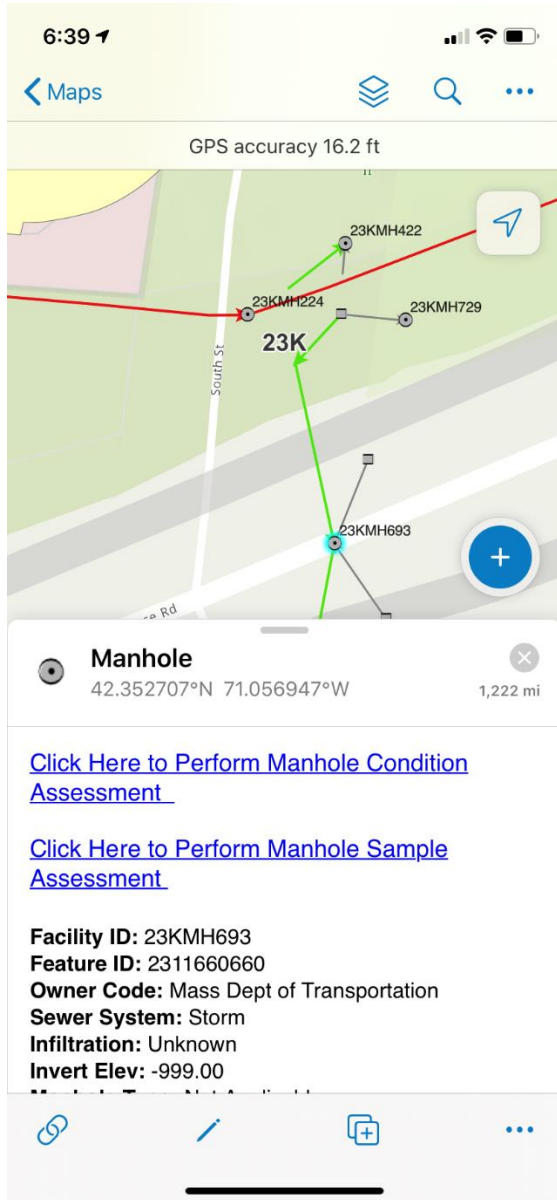 6:39
Maps
GPS accuracy 16.2 ft
23KMH422
23KMH224
23KMH729
23K
South St
23KMH693
Rd
Manhole
42.352707°N 71.056947°W
1,222 mi
Click Here to Perform Manhole Condition
Assessment
Click Here to Perform Manhole Sample
Assessment
Facility ID: 23KMH693
Feature ID: 2311660660
Owner Code: Mass Dept of Transportation
Sewer System: Storm
Infiltration: Unknown
Invert Elev: -999.00